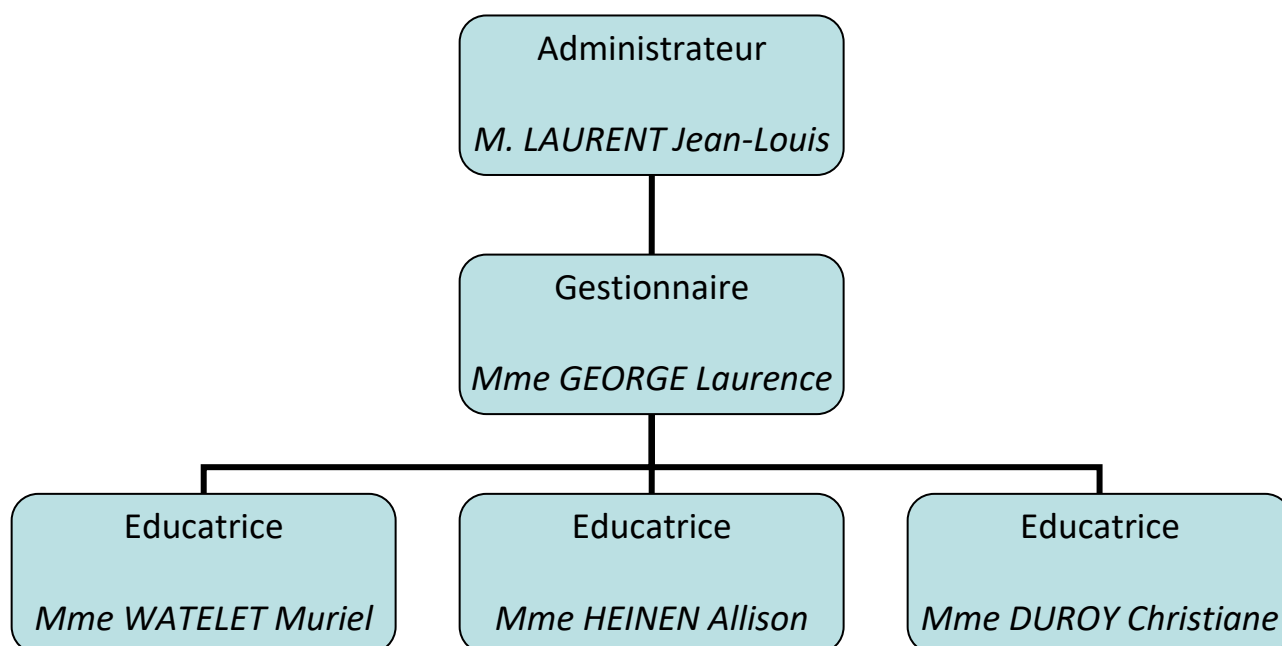 Administrateur
M. LAURENT Jean-Louis
Gestionnaire
Mme GEORGE Laurence
Educatrice
Mme WATELET Muriel
Educatrice
Mme HEINEN Allison
Educatrice
Mme DUROY Christiane